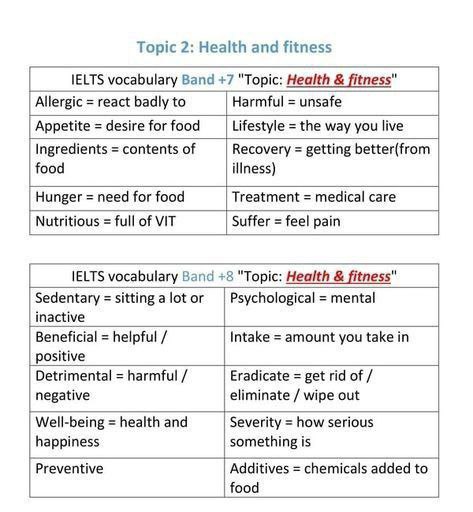 Topic 2: Health and fitness
IELTS vocabulary Band +7 "Topic: Health & fitness"
Allergic = react badly to
Harmful = unsafe
Appetite = desire for food
Lifestyle = the way you live
Ingredients = contents of
food
Recovery = getting better(from
illness)
Hunger = need for food
Treatment = medical care
Nutritious = full of VIT
Suffer = feel pain
IELTS vocabulary Band +8 "Topic: Health & fitness"
Sedentary = sitting a lot or
inactive
Psychological = mental
Beneficial = helpful /
positive
Intake = amount you take in
Detrimental = harmful /
negative
Eradicate = get rid of /
eliminate / wipe out
Well-being = health and
happiness
Severity = how serious
something is
Preventive
Additives = chemicals added to
food